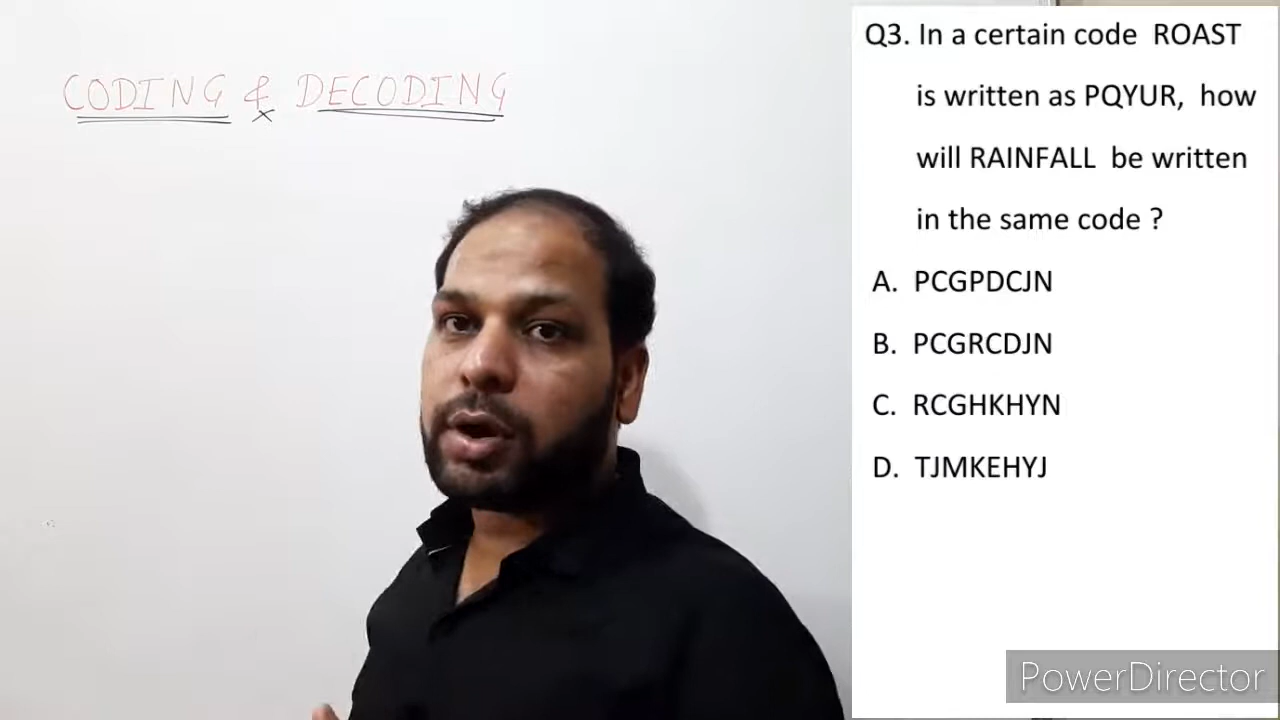 CODING & DECODING
Q3. In a certain code ROAST
is written as PQYUR, how
will RAINFALL be written
in the same code ?
A. PCGPDCJN
B. PCGRCDJN
C. RCGHKHYN
D. TJMKEHYJ
PowerDirector